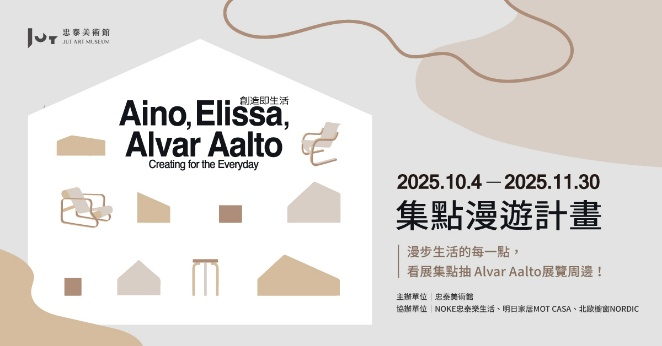 忠泰美術館
JUT ART MUSEUM
創造即生活
Aino, Elissa,
Alvar Aalto
Creating for the Everyday
2025.10.4 — 2025.11.30
集點漫遊計畫
漫步生活的每一點，
看展集點抽 Alvar Aalto展覽周邊！
主辦單位｜忠泰美術館
協辦單位｜NOKE忠泰樂生活、明日家居MOT CASA、北歐櫥窗NORDIC